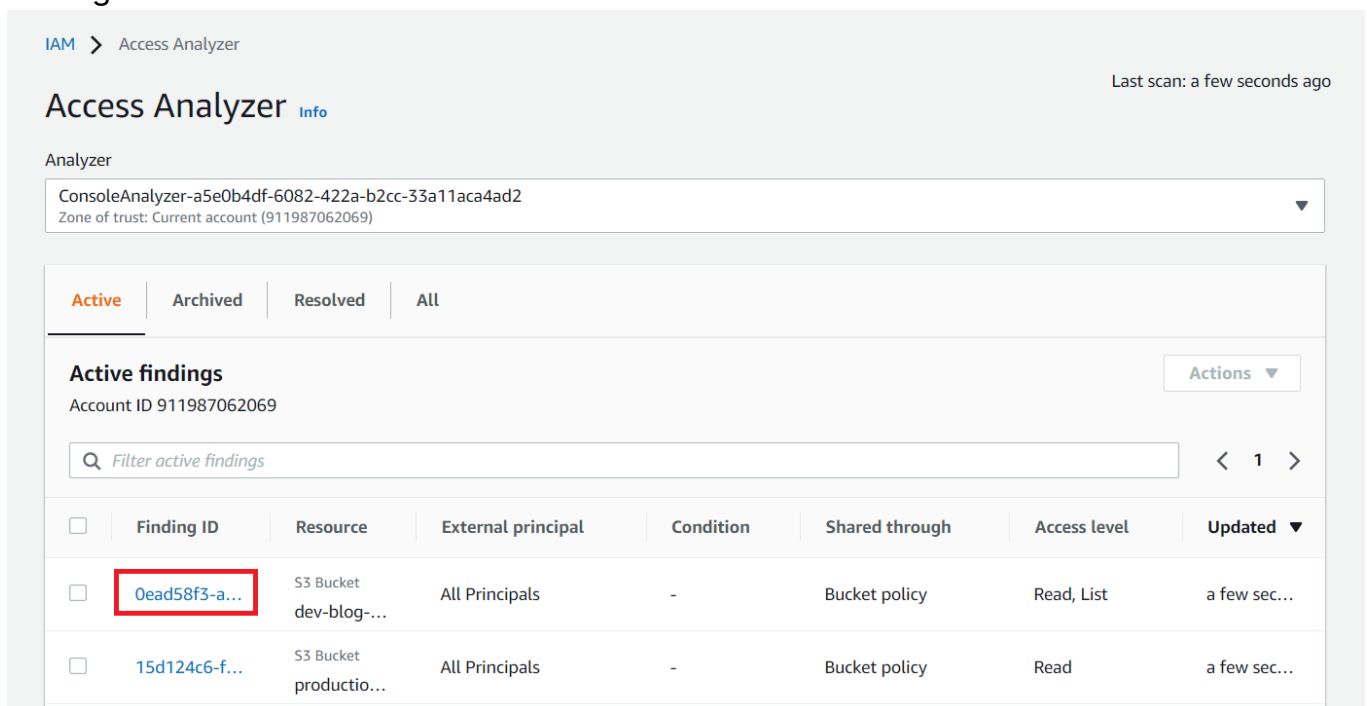 IAM > Access Analyzer
Last scan: a few seconds ago
Access Analyzer Info
Analyzer
ConsoleAnalyzer-a5e0b4df-6082-422a-b2cc-33a11aca4ad2
Zone of trust: Current account (911987062069)
Active Archived Resolved All
Active findings
Actions
Account ID 911987062069
Filter active findings
< 1 >
Finding ID Resource External principal Condition Shared through Access level Updated
S3 Bucket
0ead58f3-a... All Principals - Bucket policy Read, List a few sec...
dev-blog-...
S3 Bucket
15d124c6-f... All Principals - Bucket policy Read a few sec...
productio...